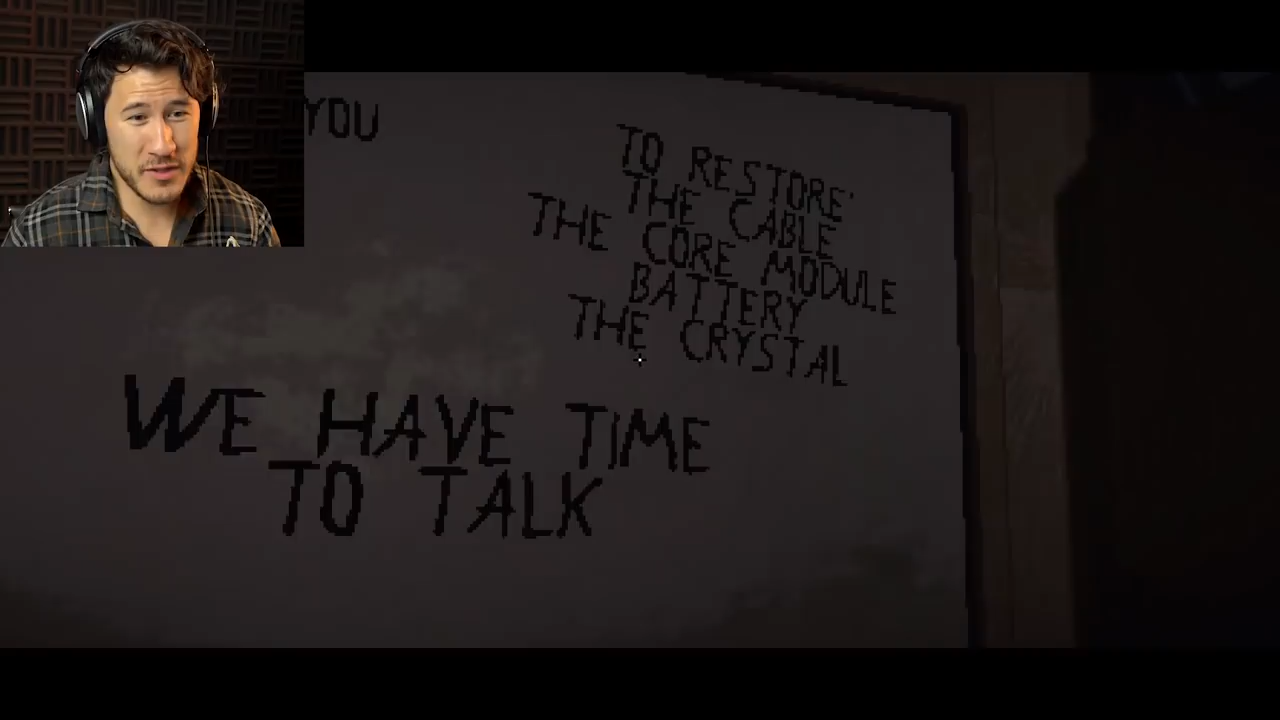 YOU
TO RESTORE'
THE CABLE
THE CORE MODULE
BATTERY
THE CRYSTAL
WE HAVE TIME
TO TALK